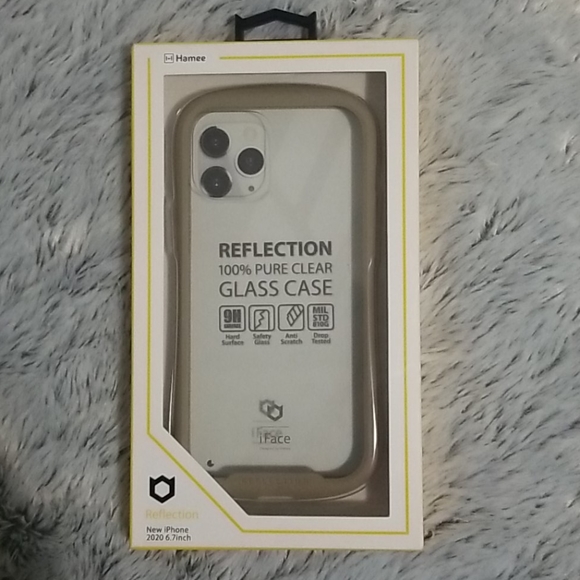 Hamee
REFLECTION
100% PURE CLEAR
GLASS CASE
9H
MIL
STD
810G
Hard
Surface
Safety
Glass
Anti
Scratch
Drop
Tested
iFace
Reflection
New iPhone
2020 6.7inch